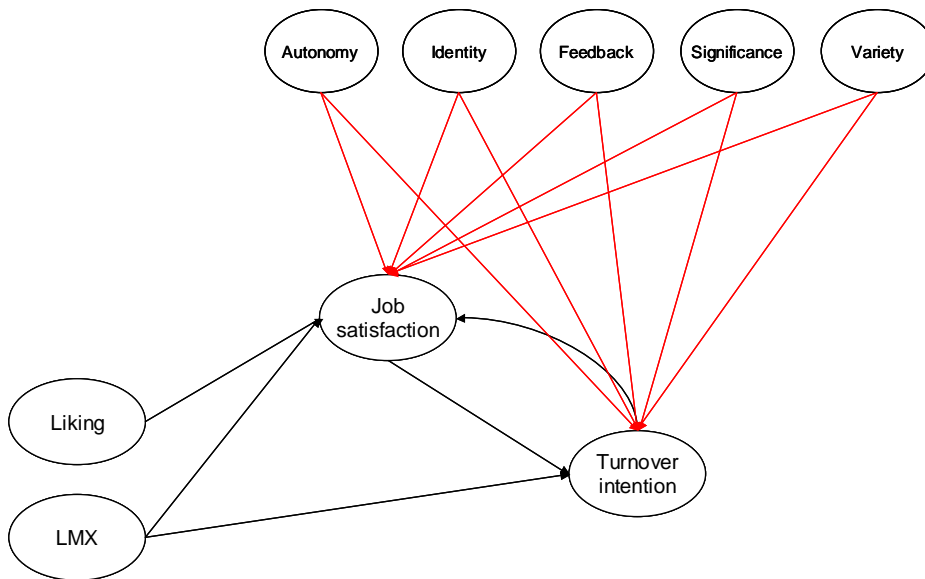 Autonomy
Identity
Feedback
Significance
Variety
Job
satisfaction
Liking
Turnover
intention
LMX